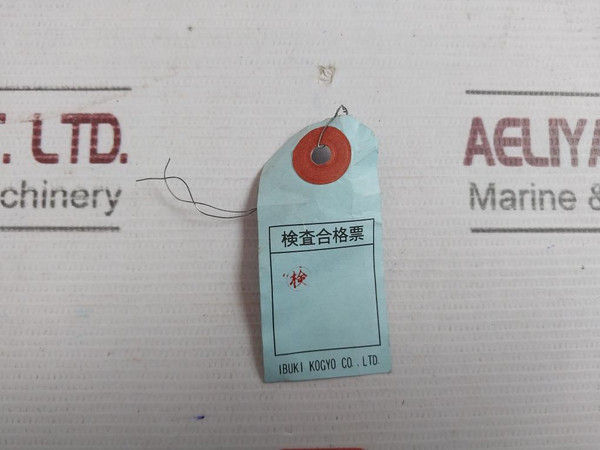 . LTD.
chinery
AELIYA
Marine &
検査合格票
検
IBUKI KOGYO CO., LTD.